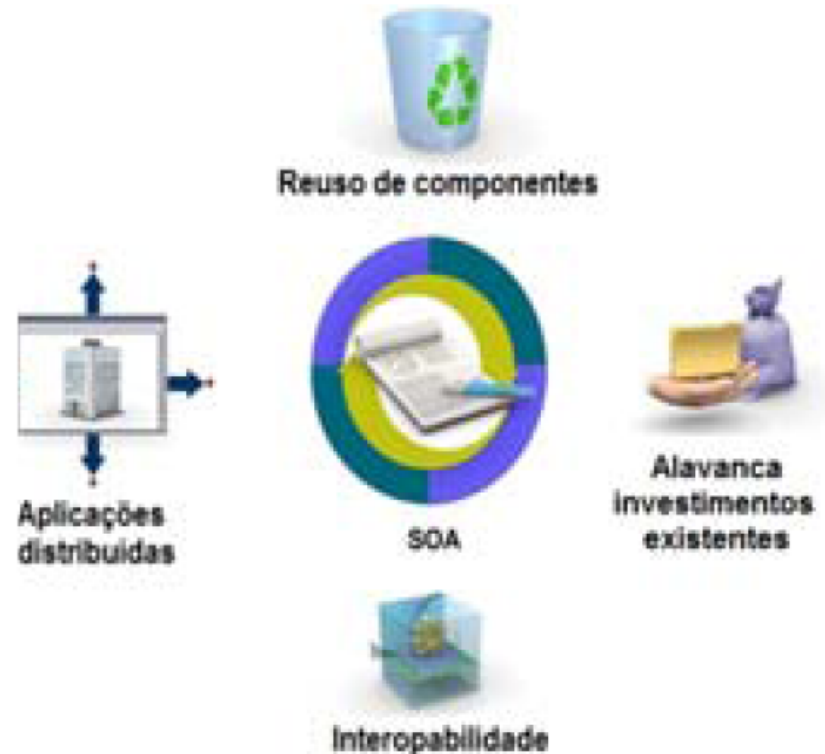 Reuso de componentes
Aplicações
distribuidas
SOA
Alavanca
investimentos
existentes
Interopabilidade